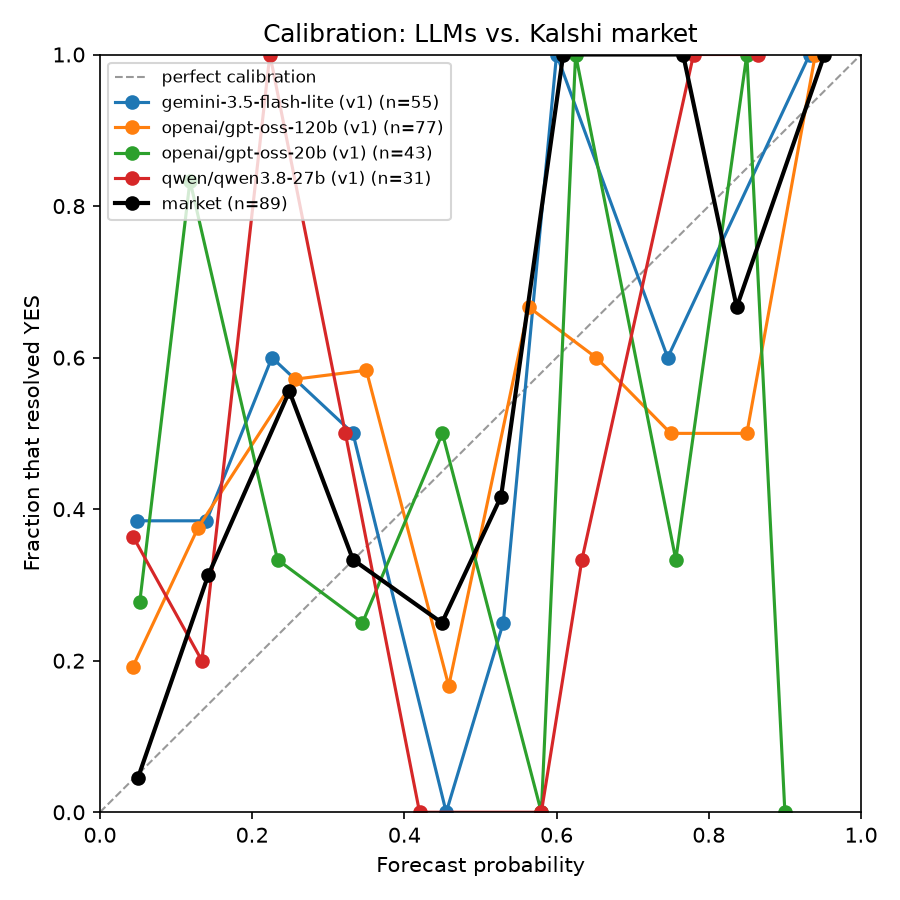 Calibration: LLMs vs. Kalshi market
perfect calibration
gemini-3.5-flash-lite (v1) (n=55)
openai/gpt-oss-120b (v1) (n=77)
openai/gpt-oss-20b (v1) (n=43)
qwen/qwen3.8-27b (v1) (n=31)
market (n=89)
Fraction that resolved YES
1.0
0.8
0.6
0.4
0.2
0.0
0.0 0.2 0.4 0.6 0.8 1.0
Forecast probability